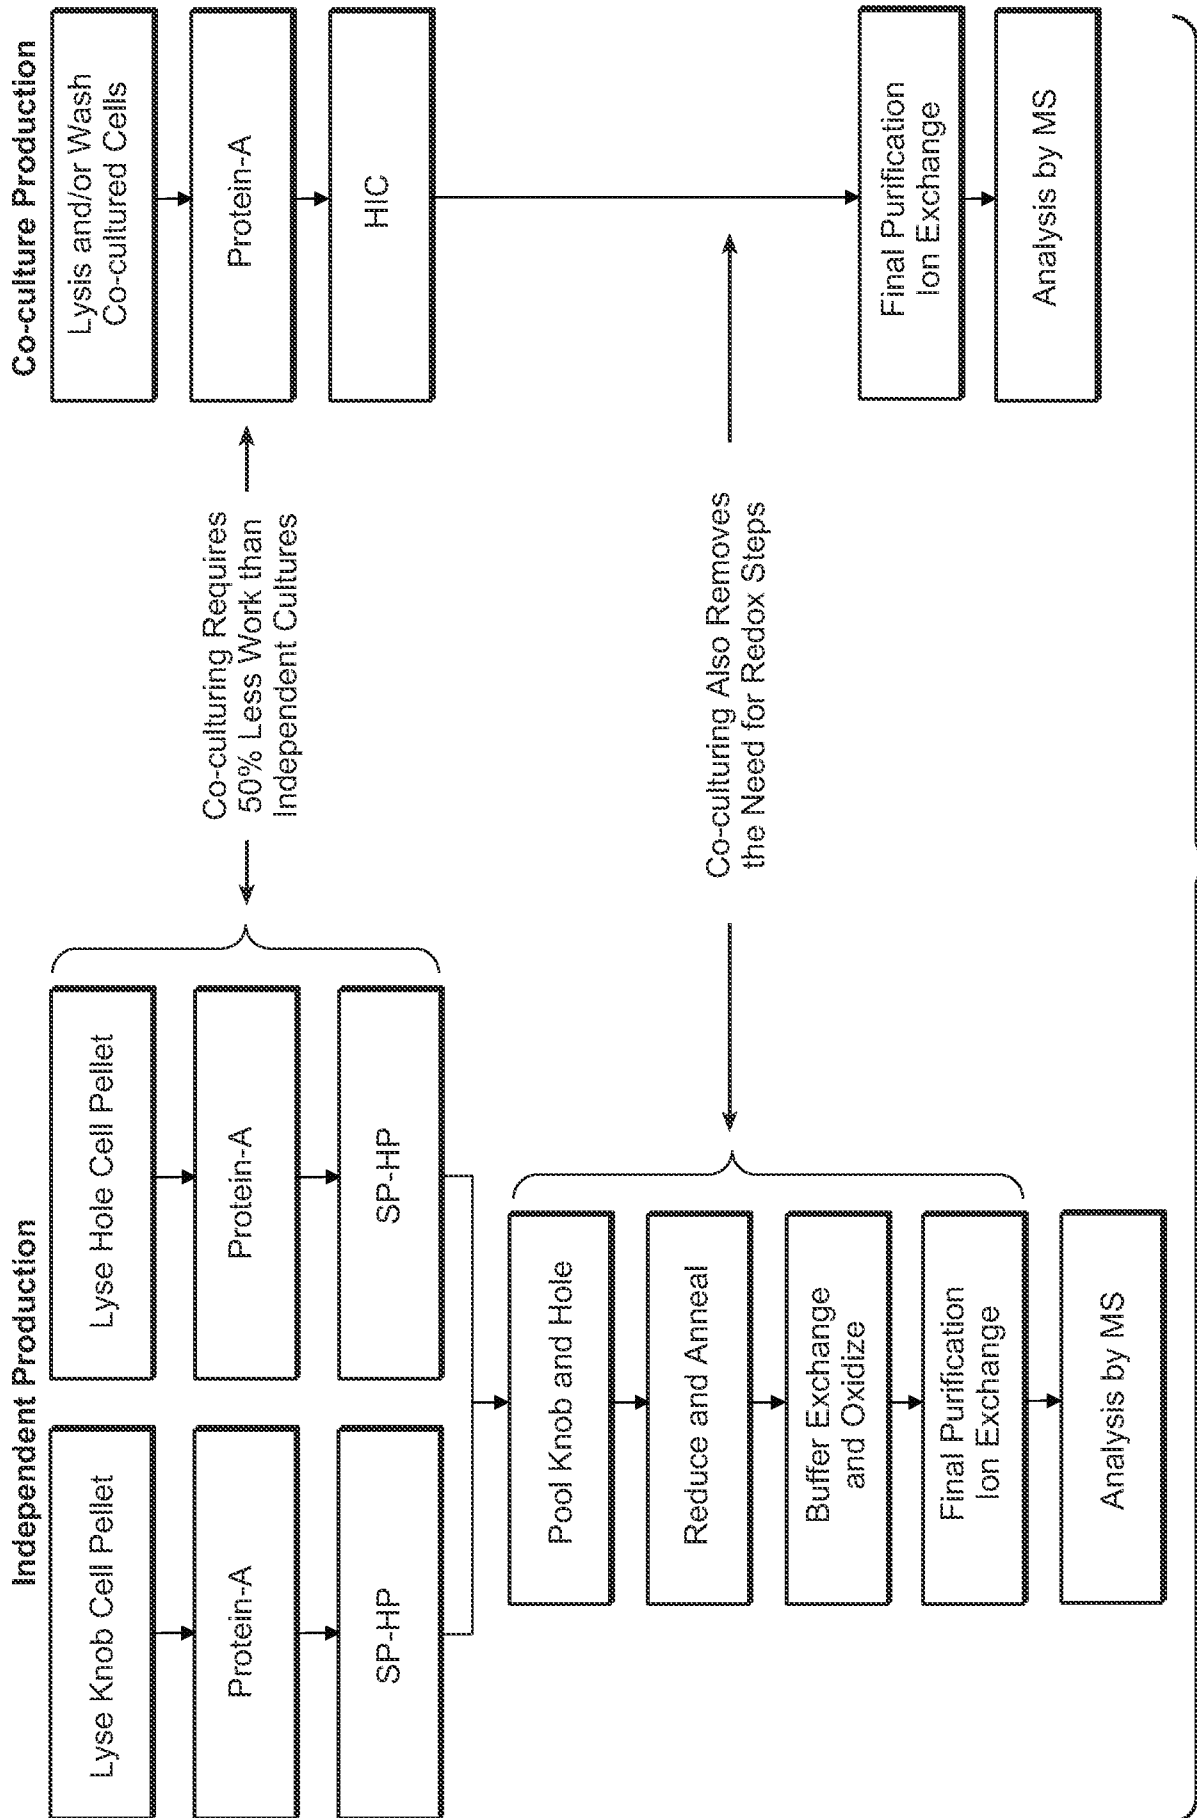 Independent Production
Lyse Knob Cell Pellet
Protein-A
SP-HP
Lyse Hole Cell Pellet
Protein-A
SP-HP
Pool Knob and Hole
Reduce and Anneal
Buffer Exchange
and Oxidize
Final Purification
Ion Exchange
Analysis by MS
Co-culturing Requires
50% Less Work than
Independent Cultures
Co-culturing Also Removes
the Need for Redox Steps
Co-culture Production
Lysis and/or Wash
Co-cultured Cells
Protein-A
HIC
Final Purification
Ion Exchange
Analysis by MS